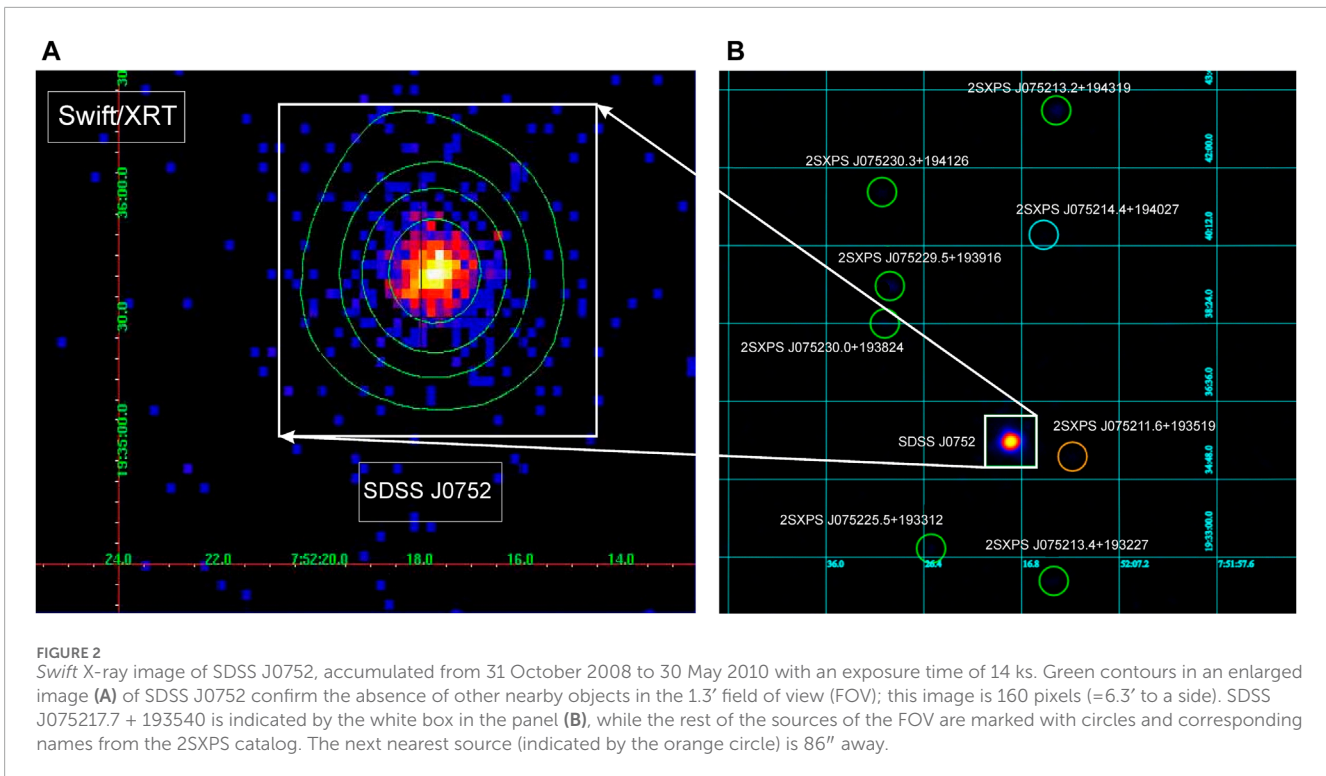 A
B
30
Swift/XRT
36:00.0
30.0
19:35:00.0
SDSS J0752
24.0
22.0
7:52:20.0
18.0
16.0
14.0
2SXPS J075213.2+194319
2SXPS J075230.3+194126
42:00.0
2SXPS J075214.4+194027
40:12.0
2SXPS J075229.5+193916
38:24.0
2SXPS J075230.0+193824
36:36.0
2SXPS J075211.6+193519
SDSS J0752
34:48.0
2SXPS J075225.5+193312
2SXPS J075213.4+193227
19:33:00.0
36.0
26.4
16.8
52:07.2
7:51:57.6
FIGURE 2
Swift X-ray image of SDSS J0752, accumulated from 31 October 2008 to 30 May 2010 with an exposure time of 14 ks. Green contours in an enlarged
image (A) of SDSS J0752 confirm the absence of other nearby objects in the 1.3′ field of view (FOV); this image is 160 pixels (=6.3′ to a side). SDSS
J075217.7 + 193540 is indicated by the white box in the panel (B), while the rest of the sources of the FOV are marked with circles and corresponding
names from the 2SXPS catalog. The next nearest source (indicated by the orange circle) is 86″ away.